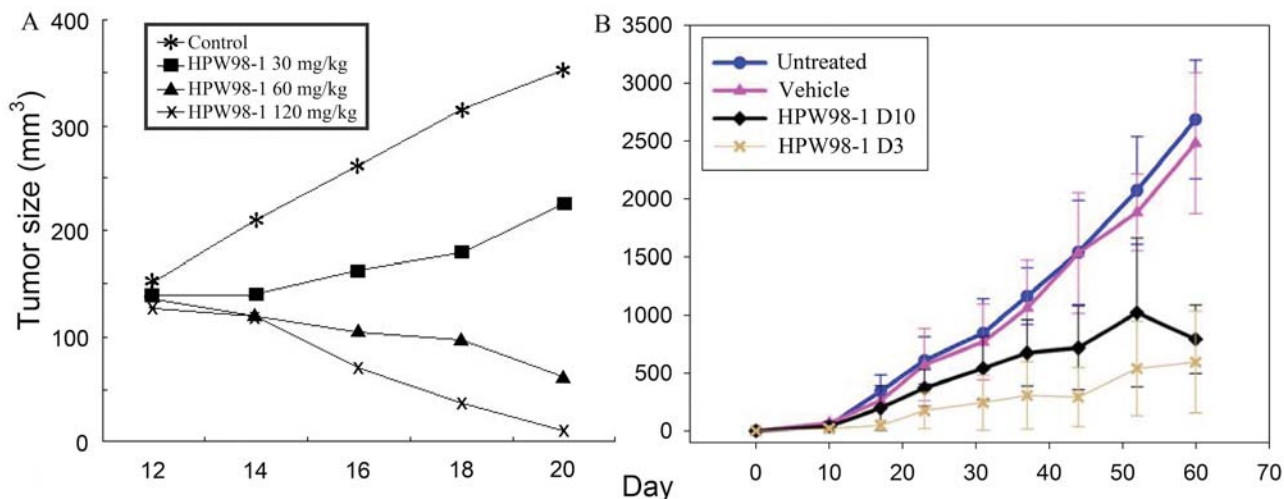 A
Tumor size (mm³)
400
300
200
100
0
Control
HPW98-1 30 mg/kg
HPW98-1 60 mg/kg
HPW98-1 120 mg/kg
12 14 16 18 20
B
3500
3000
2500
2000
1500
1000
500
0
Untreated
Vehicle
HPW98-1 D10
HPW98-1 D3
0 10 20 30 40 50 60 70
Day